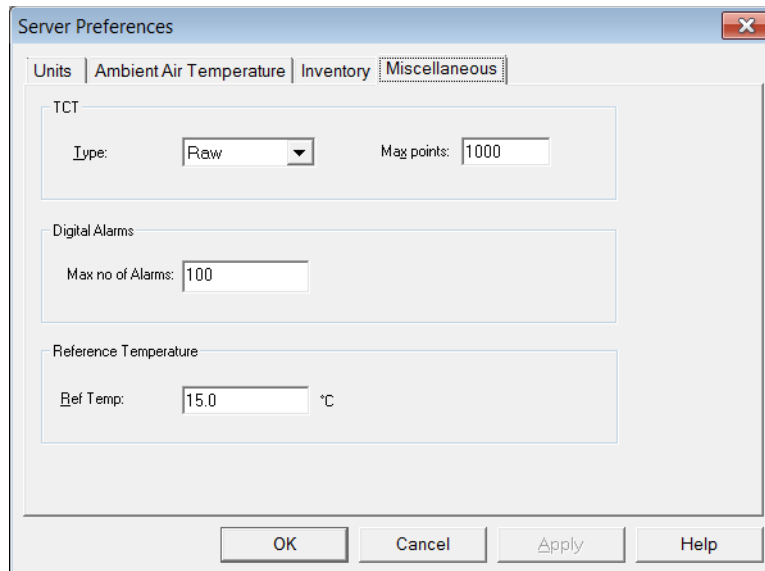 Server Preferences
Units Ambient Air Temperature Inventory Miscellaneous
TCT
Type: Raw Max points: 1000
Digital Alarms
Max no of Alarms: 100
Reference Temperature
Ref Temp: 15.0 °C
OK Cancel Apply Help